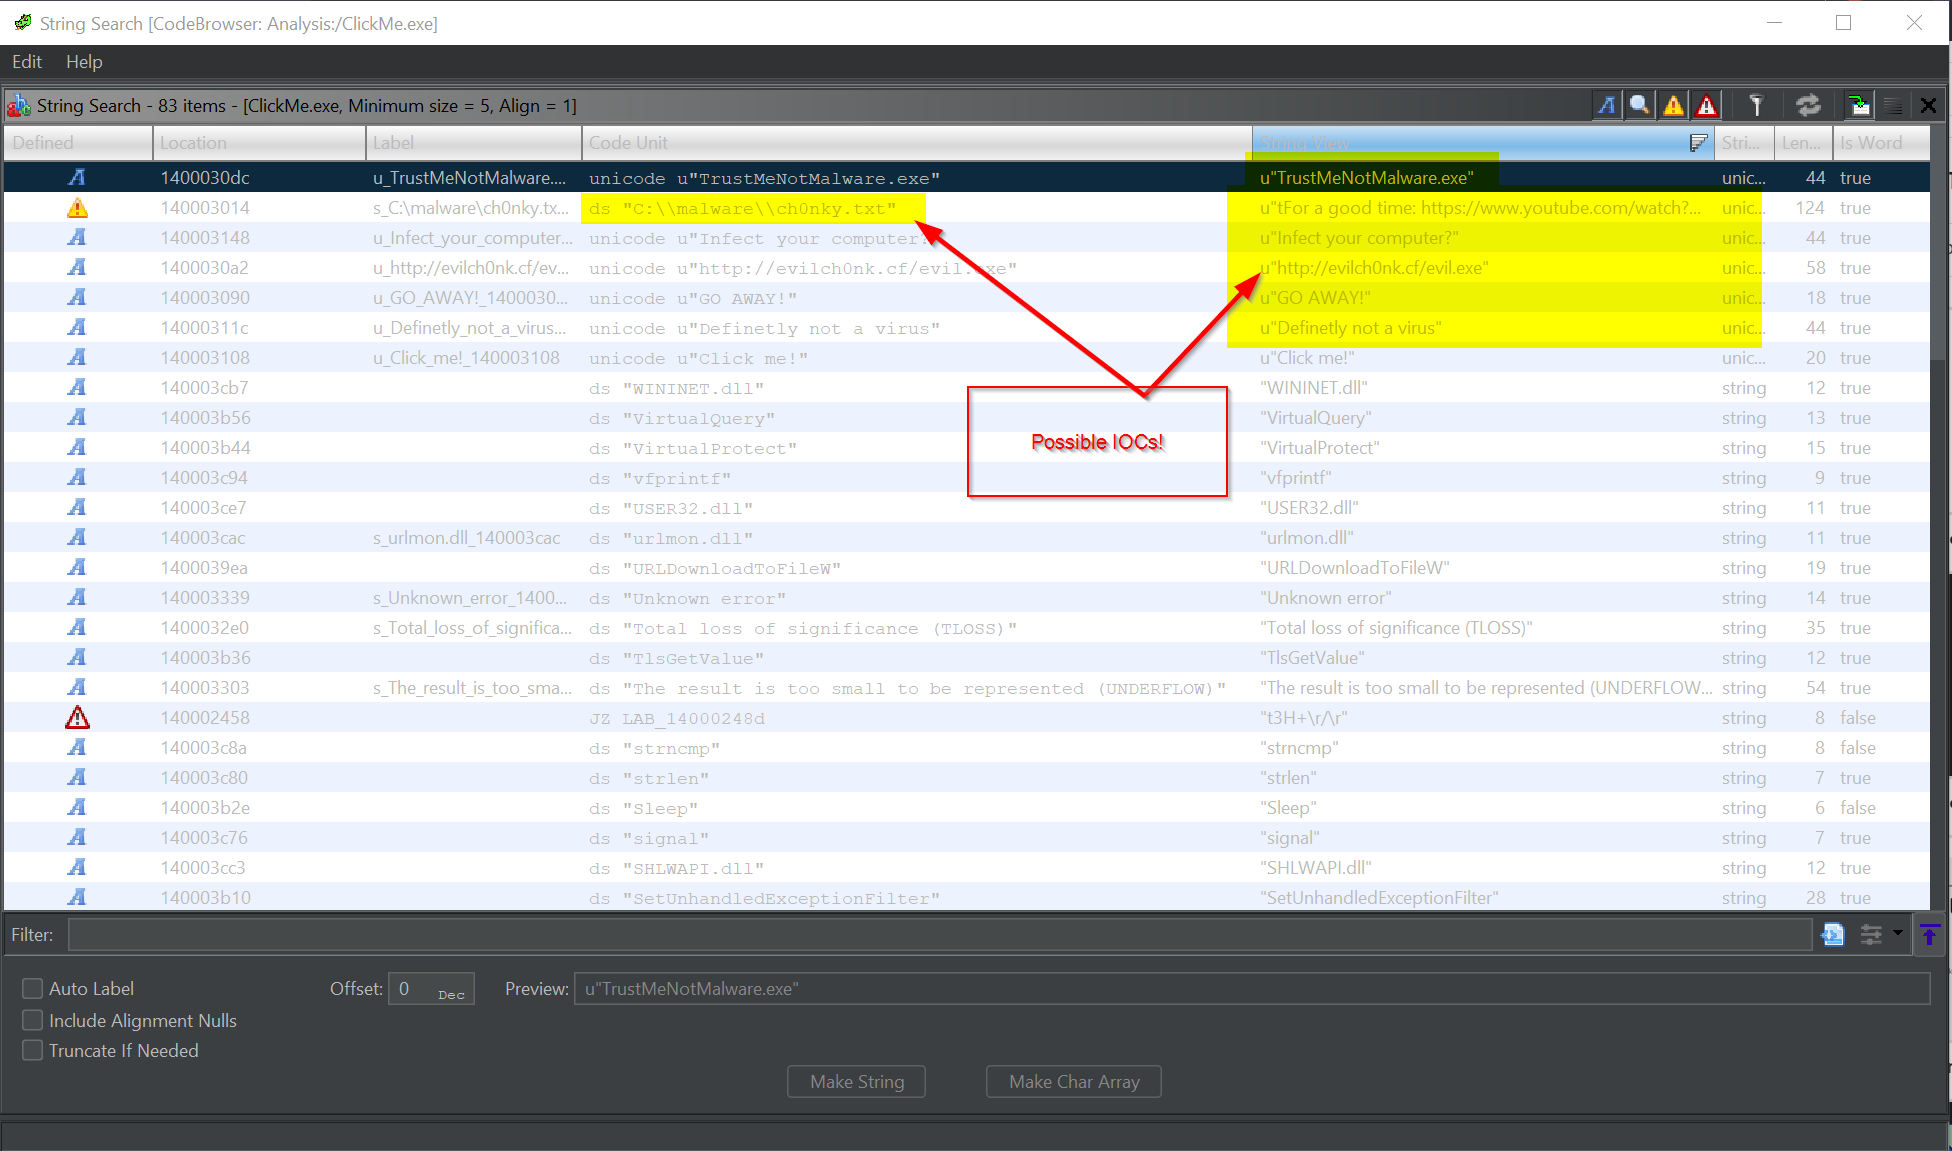 String Search [CodeBrowser: Analysis:/ClickMe.exe]
Edit Help
String Search - 83 items - [ClickMe.exe, Minimum size = 5, Align = 1]
Defined Location Label Code Unit String View Stri... Len... Is Word
1400030dc u_TrustMeNotMalware.... unicode u"TrustMeNotMalware.exe" u"TrustMeNotMalware.exe" unic... 44 true
140003014 s_C:\malware\ch0nky.tx... ds "C:\\malware\\ch0nky.txt" u"tFor a good time: https://www.youtube.com/watch?... unic... 124 true
140003148 u_Infect_your_computer... unicode u"Infect your computer? u"Infect your computer?" unic... 44 true
1400030a2 u_http://evilch0nk.cf/ev... unicode u"http://evilch0nk.cf/evil.exe" u"http://evilch0nk.cf/evil.exe" unic... 58 true
140003090 u_GO_AWAY!_1400030... unicode u"GO AWAY!" u"GO AWAY!" unic... 18 true
14000311c u_Definetly_not_a_virus... unicode u"Definetly not a virus" u"Definetly not a virus" unic... 44 true
140003108 u_Click_me!_140003108 unicode u"Click me!" u"Click me!" unic... 20 true
140003cb7 ds "WININET.dll" "WININET.dll" string 12 true
140003b56 ds "VirtualQuery" "VirtualQuery" string 13 true
140003b44 ds "VirtualProtect" "VirtualProtect" string 15 true
Possible IOCs!
140003c94 ds "vfprintf" "vfprintf" string 9 true
140003ce7 ds "USER32.dll" "USER32.dll" string 11 true
140003cac s_urlmon.dll_140003cac ds "urlmon.dll" "urlmon.dll" string 11 true
1400039ea ds "URLDownloadToFileW" "URLDownloadToFileW" string 19 true
140003339 s_Unknown_error_1400... ds "Unknown error" "Unknown error" string 14 true
1400032e0 s_Total_loss_of_significa... ds "Total loss of significance (TLOSS)" "Total loss of significance (TLOSS)" string 35 true
140003b36 ds "TlsGetValue" "TlsGetValue" string 12 true
140003303 s_The_result_is_too_sma... ds "The result is too small to be represented (UNDERFLOW)" "The result is too small to be represented (UNDERFLOW... string 54 true
140002458 JZ LAB_14000248d "t3H+\r/\r" string 8 false
140003c8a ds "strncmp" "strncmp" string 8 false
140003c80 ds "strlen" "strlen" string 7 true
140003b2e ds "Sleep" "Sleep" string 6 false
140003c76 ds "signal" "signal" string 7 true
140003cc3 ds "SHLWAPI.dll" "SHLWAPI.dll" string 12 true
140003b10 ds "SetUnhandledExceptionFilter" "SetUnhandledExceptionFilter" string 28 true
Filter:
Auto Label Offset: 0 Dec Preview: u"TrustMeNotMalware.exe"
Include Alignment Nulls
Truncate If Needed
Make String Make Char Array